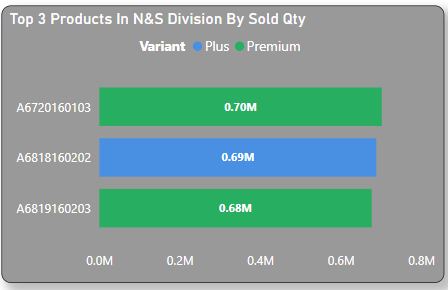 Top 3 Products In N&S Division By Sold Qty
Variant Plus Premium
A6720160103 0.70M
A6818160202 0.69M
A6819160203 0.68M
0.0M 0.2M 0.4M 0.6M 0.8M